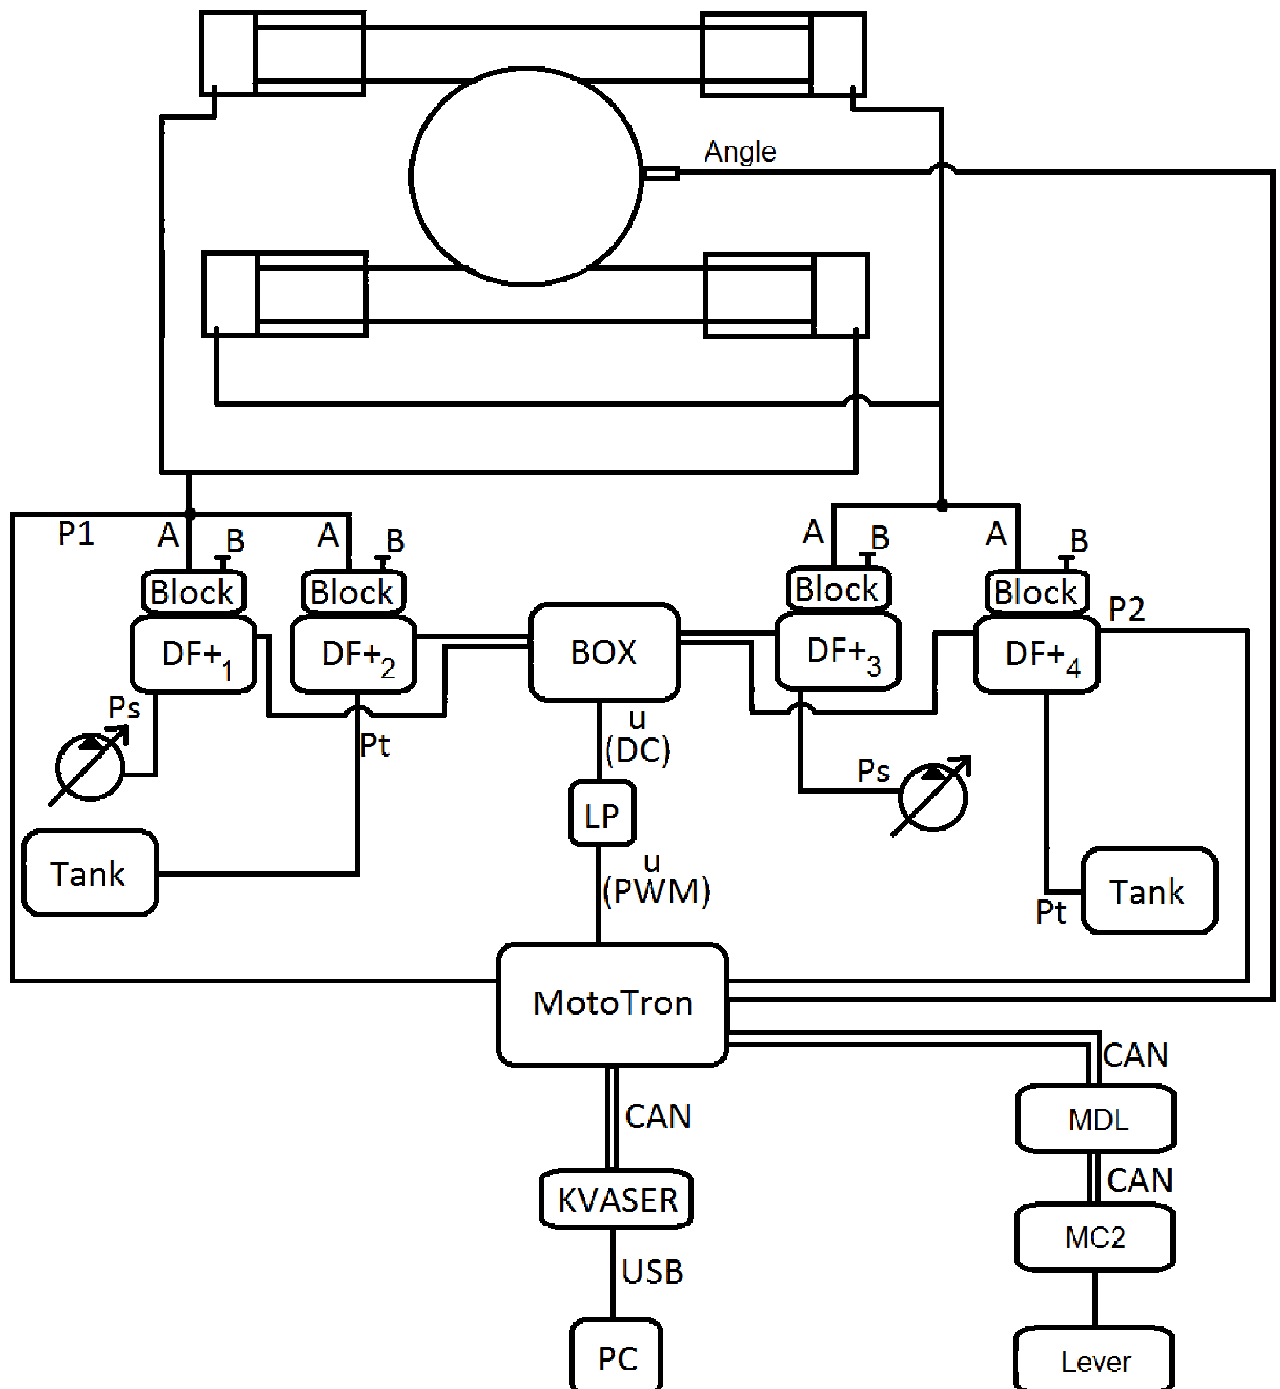 Angle
P1
A
B
A
B
A
B
A
B
Block
Block
Block
Block
P2
DF+1
DF+2
BOX
DF+3
DF+4
Ps
u
(DC)
Pt
Ps
LP
Tank
u
(PWM)
Tank
Pt
MotoTron
CAN
CAN
MDL
CAN
KVASER
MC2
USB
PC
Lever